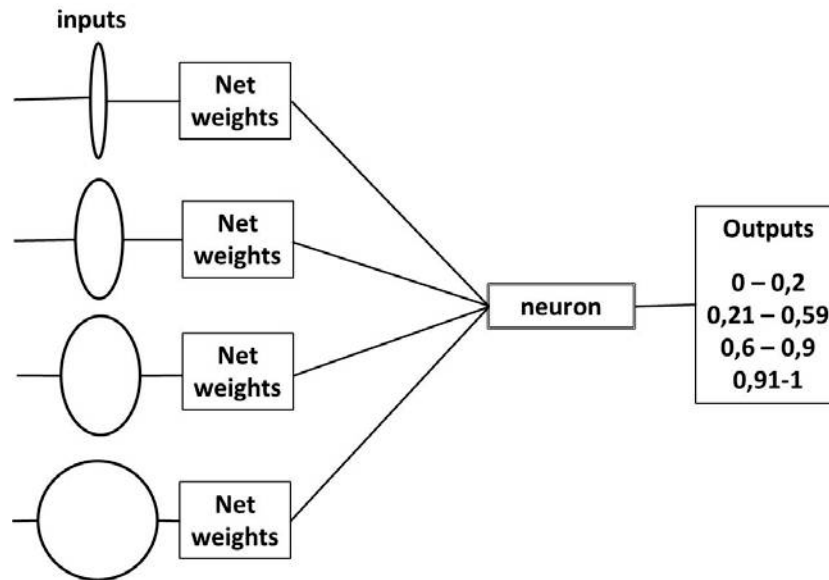 inputs
Net
weights
Net
weights
Net
weights
Net
weights
neuron
Outputs
0 – 0,2
0,21 – 0,59
0,6 – 0,9
0,91-1